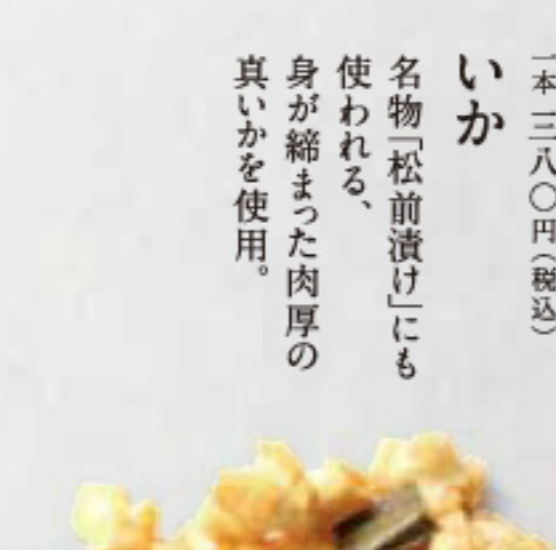 一本 三八〇円(税込)
いか
名物「松前漬け」にも
使われる、
身が締まった肉厚の
真いかを使用。